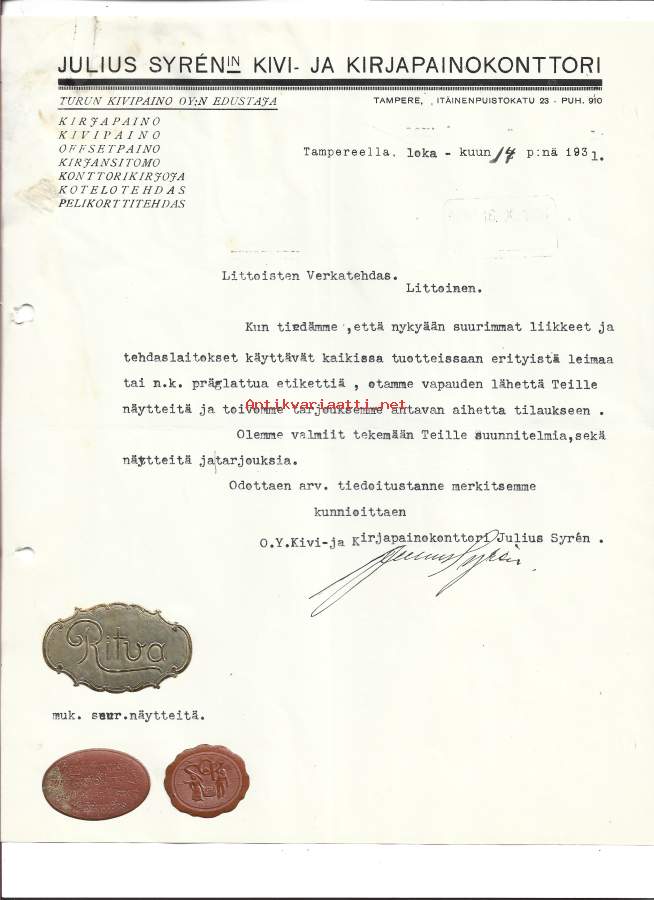 JULIUS SYRÉNIN KIVI- JA KIRJAPAINOKONTTORI
TURUN KIVIPAINO OY:N EDUSTAJA
TAMPERE, ITÄINENPUISTOKATU 23 - PUH. 910
KIRJAPAINO
KIVIPAINO
OFFSETPAINO
KIRJANSITOMO
KONTTORIKIRJOJA
KOTELOTEHDAS
PELIKORTTITEHDAS
Tampereella, loka - kuun 14 p:nä 1931.
Littoisten Verkatehdas.
Littoinen.
Kun tiedämme ,että nykyään suurimmat liikkeet ja
tehdaslaitokset käyttävät kaikissa tuotteissaan erityistä leimaa
tai n.k. präglattua etikettiä , otamme vapauden lähettä Teille
näytteitä ja toivomme tarjouksemme antavan aihetta tilaukseen .
Antikvariaatti.net
Olemme valmiit tekemään Teille suunnitelmia,sekä
näytteitä jatarjouksia.
Odottaen arv. tiedoitustanne merkitsemme
kunnioittaen
O.Y.Kivi-ja Kirjapainokonttori Julius Syrén .
Julius Syrén
Ritva
muk. suur.näytteitä.